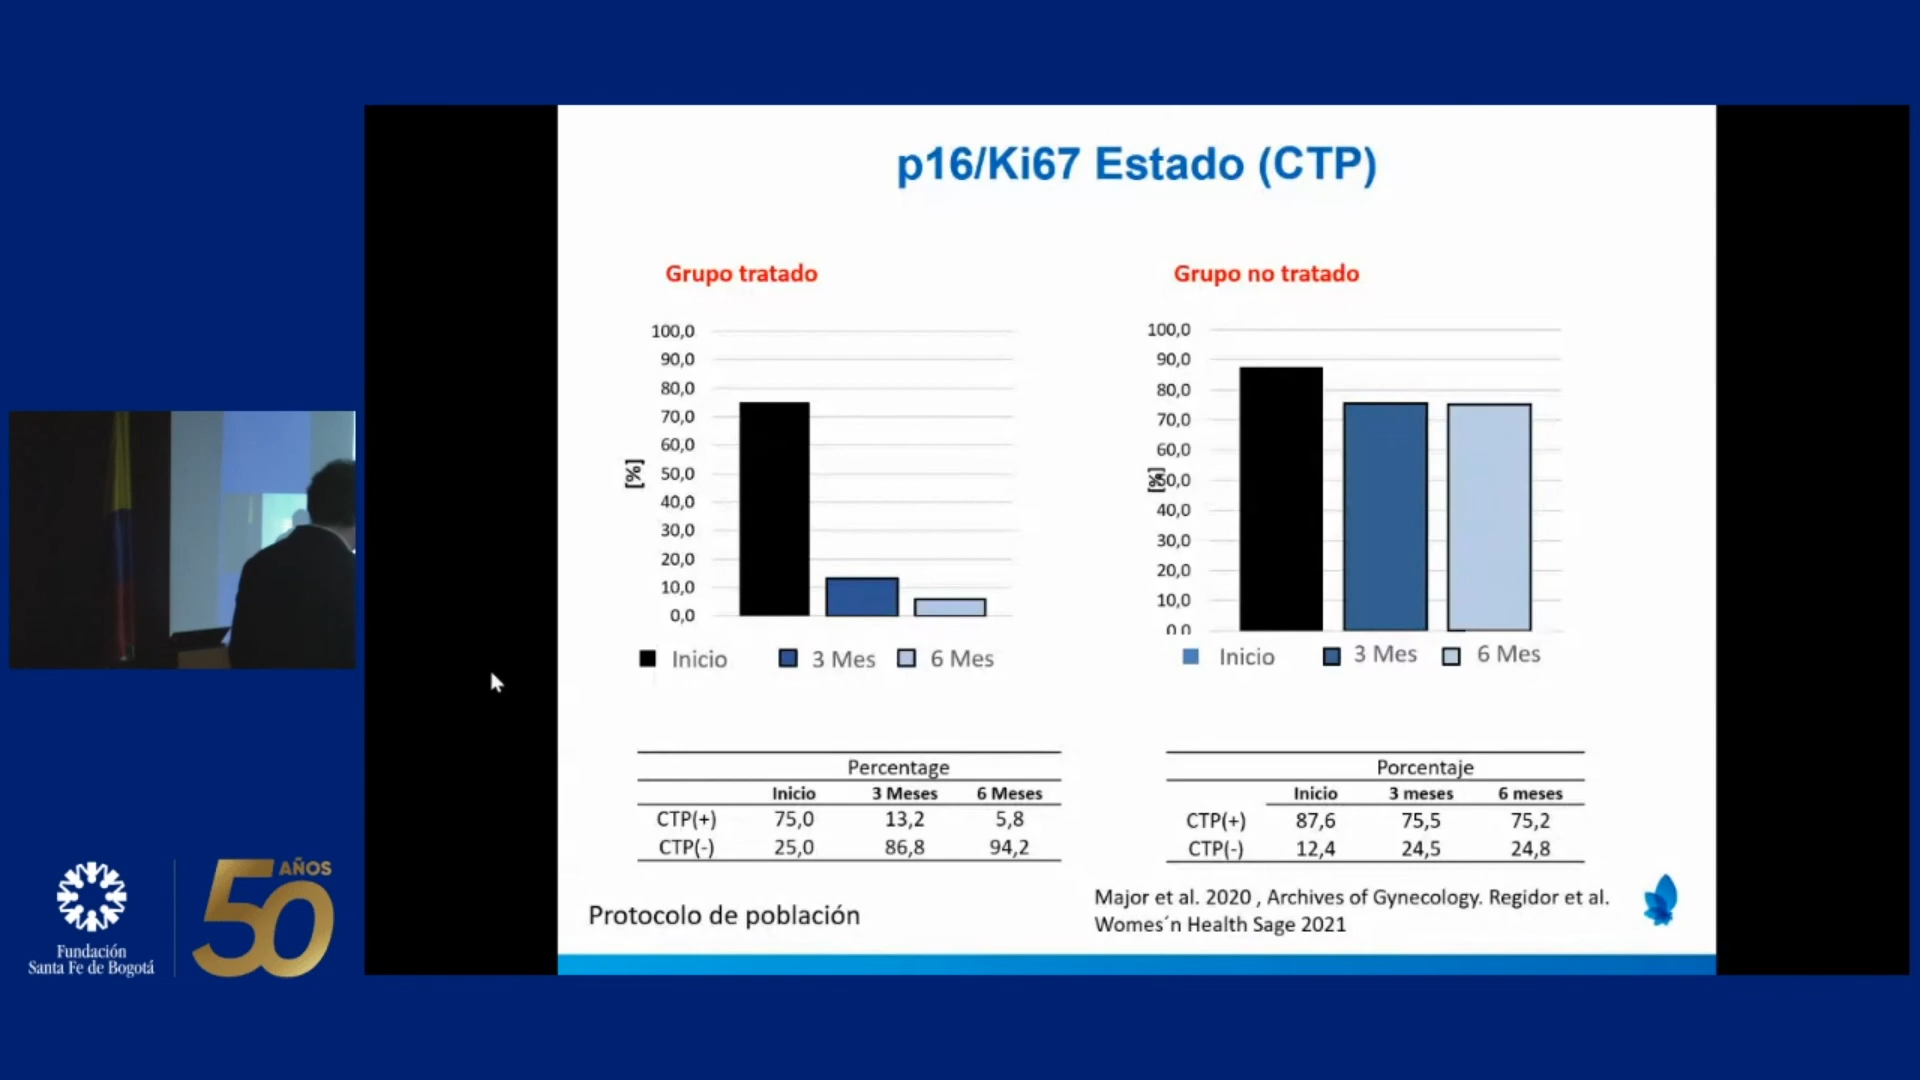 p16/Ki67 Estado (CTP)
Grupo tratado
100,0
90,0
80,0
70,0
60,0
50,0
40,0
30,0
20,0
10,0
0,0
[%]
Inicio 3 Mes 6 Mes
Grupo no tratado
100,0
90,0
80,0
70,0
60,0
50,0
40,0
30,0
20,0
10,0
0,0
[%]
Inicio 3 Mes 6 Mes
Percentage
Inicio 3 Meses 6 Meses
CTP(+) 75,0 13,2 5,8
CTP(-) 25,0 86,8 94,2
Porcentaje
Inicio 3 meses 6 meses
CTP(+) 87,6 75,5 75,2
CTP(-) 12,4 24,5 24,8
Protocolo de población
Major et al. 2020 , Archives of Gynecology. Regidor et al.
Womes´n Health Sage 2021
Fundación
Santa Fe de Bogotá
50 AÑOS